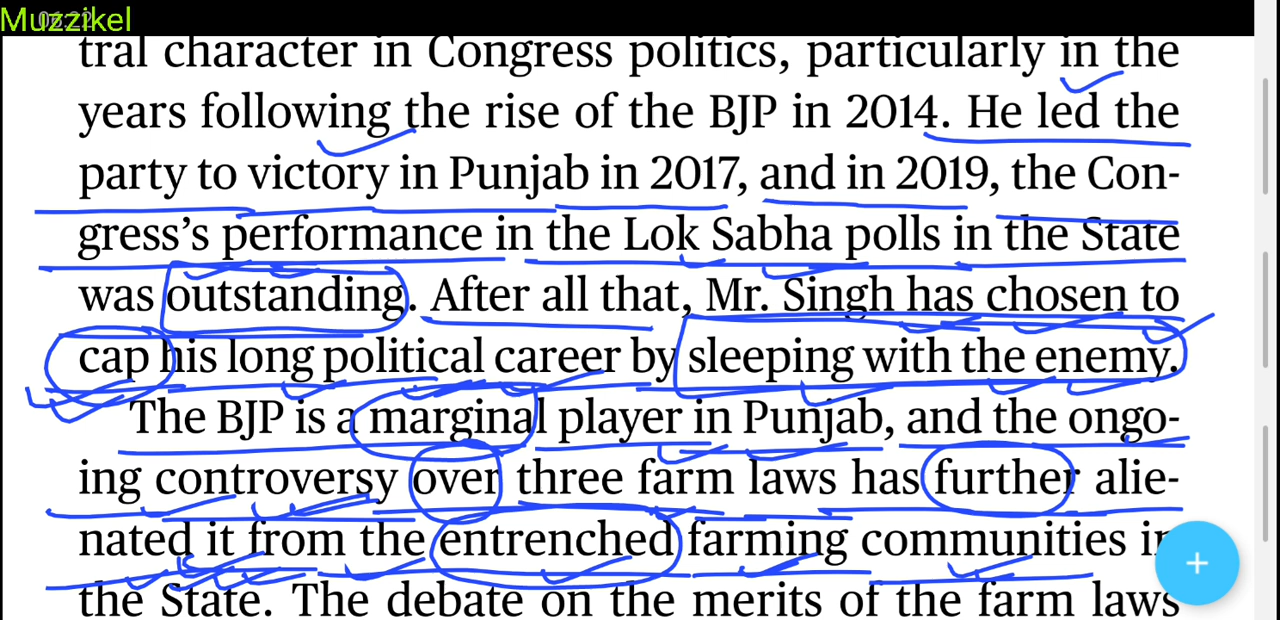 Muzzikel
tral character in Congress politics, particularly in the
years following the rise of the BJP in 2014. He led the
party to victory in Punjab in 2017, and in 2019, the Con-
gress’s performance in the Lok Sabha polls in the State
was outstanding. After all that, Mr. Singh has chosen to
cap his long political career by sleeping with the enemy.
The BJP is a marginal player in Punjab, and the ongo-
ing controversy over three farm laws has further alie-
nated it from the entrenched farming communities in
the State. The debate on the merits of the farm laws